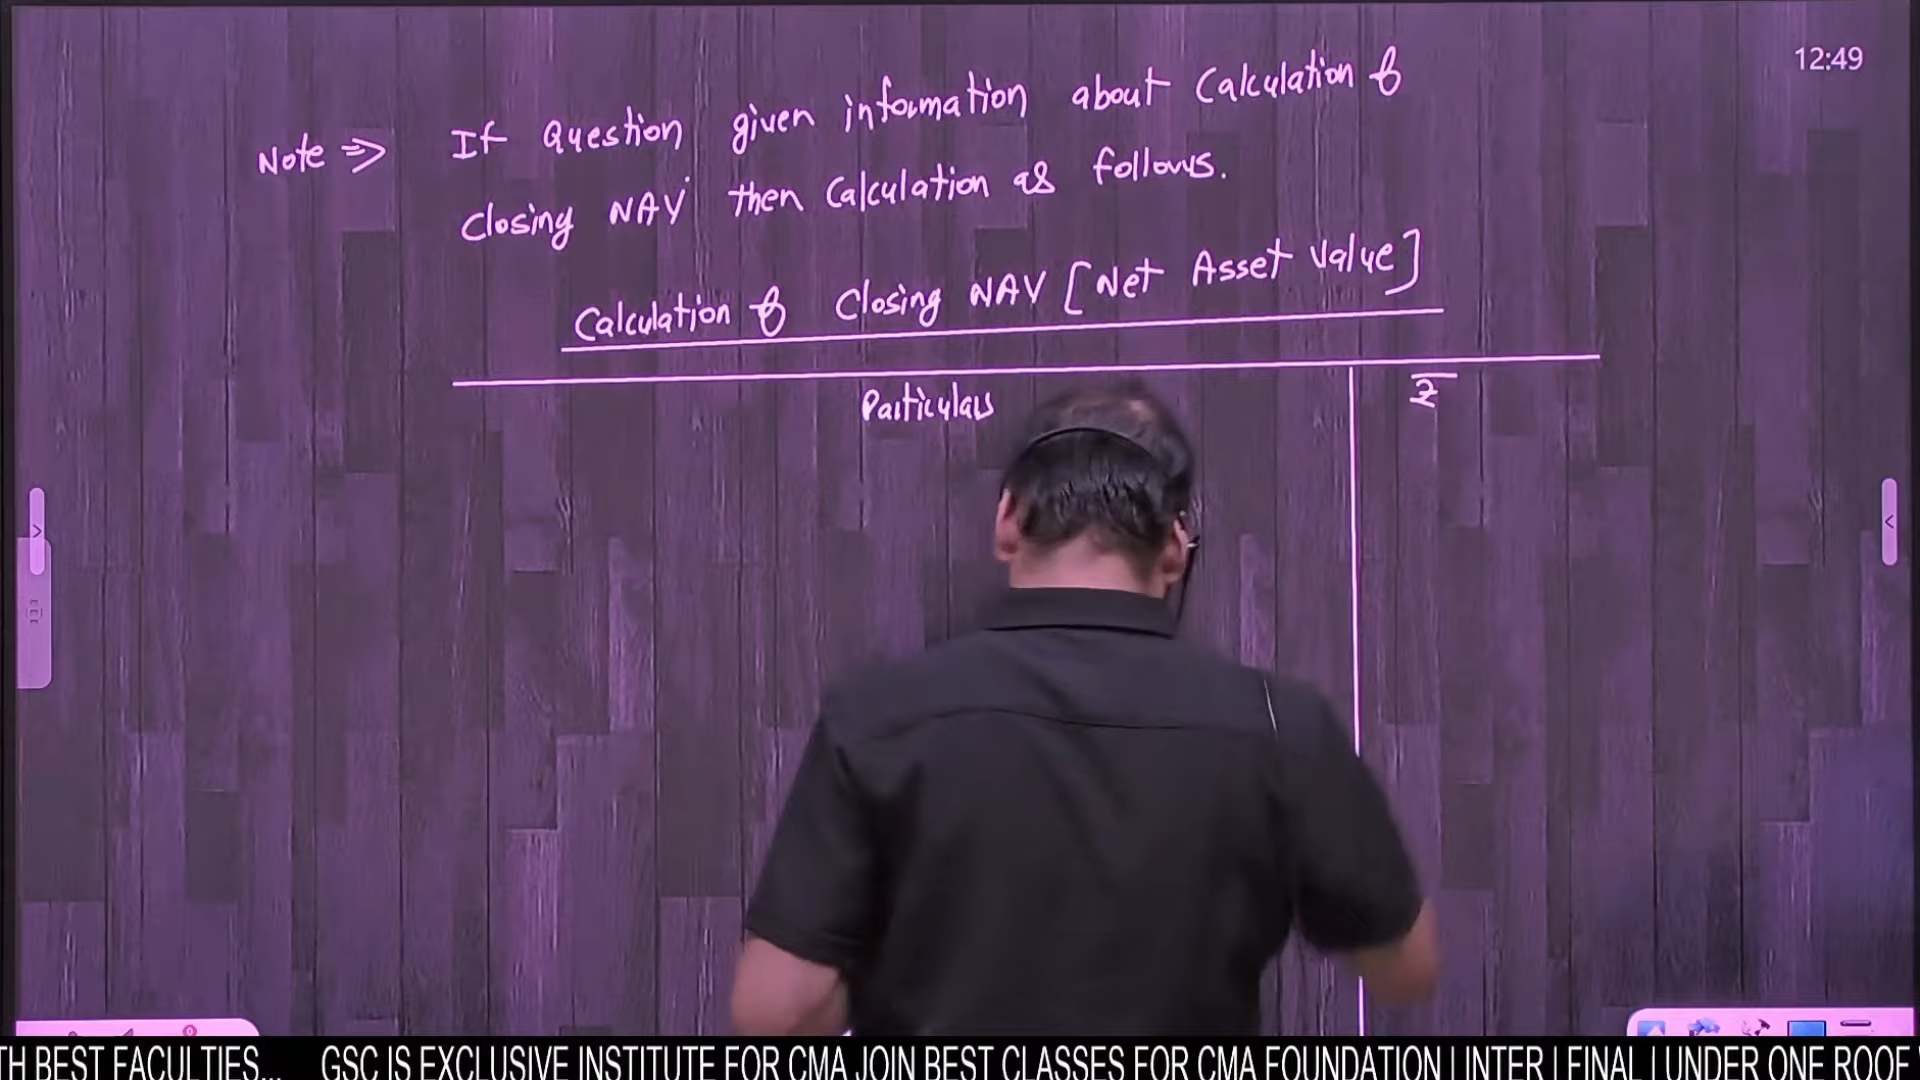 12:49
Note ⇒ If Question given information about Calculation of
Closing NAV then Calculation as follows.
Calculation of Closing NAV [Net Asset Value]
Particulars ₹
TH BEST FACULTIES... GSC IS EXCLUSIVE INSTITUTE FOR CMA JOIN BEST CLASSES FOR CMA FOUNDATION | INTER | FINAL | UNDER ONE ROOF